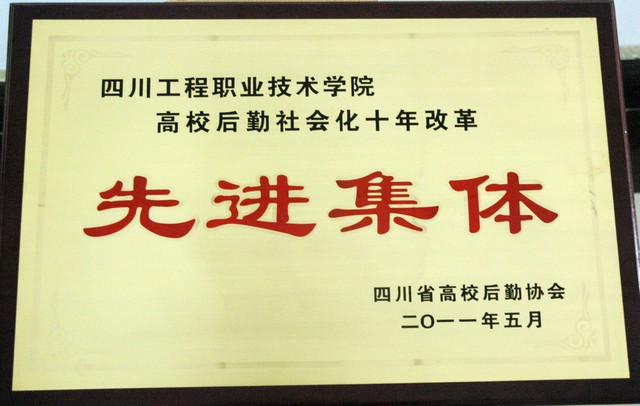 四川工程职业技术学院
高校后勤社会化十年改革
先进集体
四川省高校后勤协会
二〇一一年五月